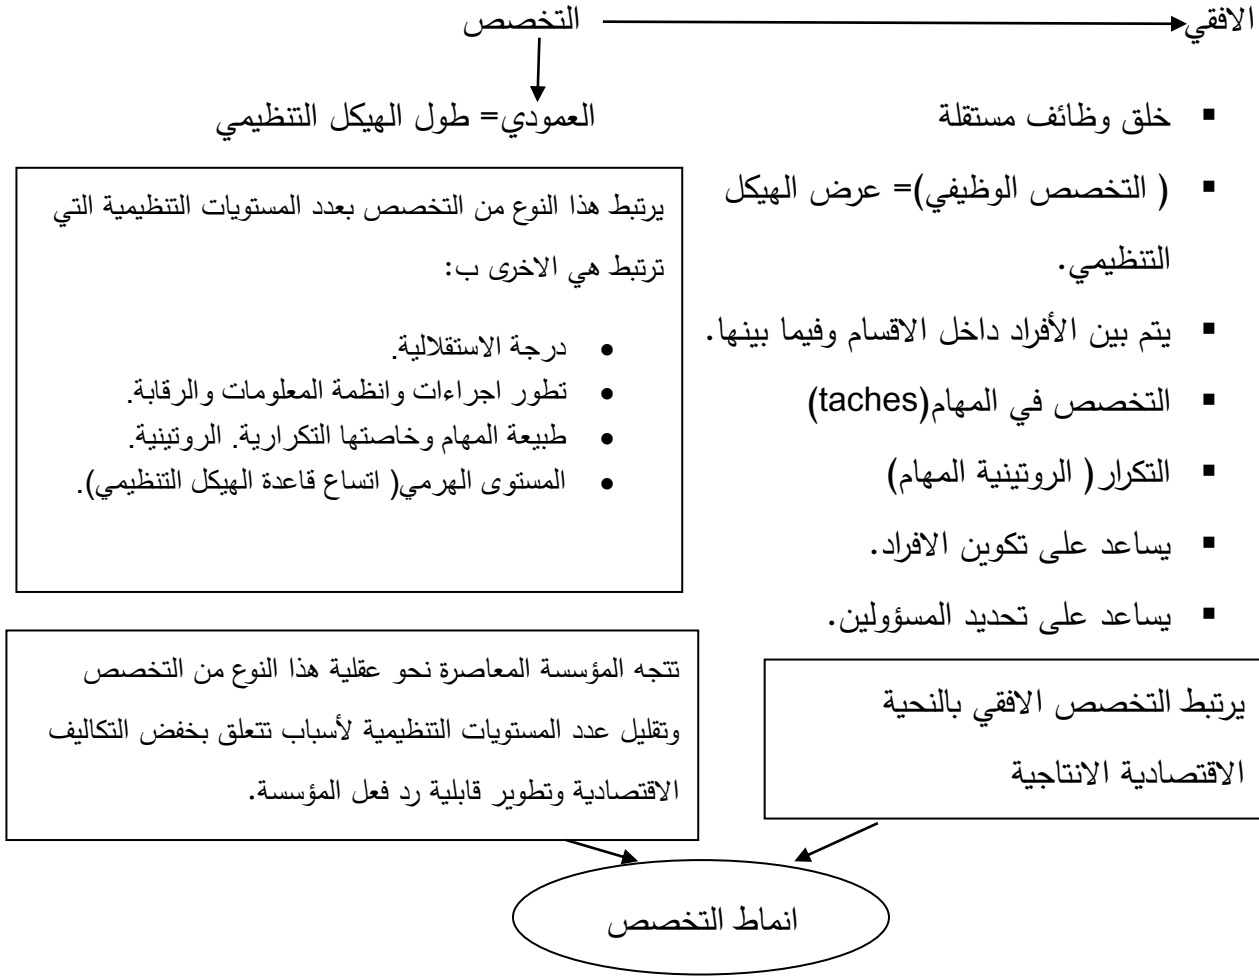 التخصص
الافقي
خلق وظائف مستقلة
( التخصص الوظيفي)= عرض الهيكل
التنظيمي.
يتم بين الأفراد داخل الاقسام وفيما بينها.
التخصص في المهام(taches)
التكرار ( الروتينية المهام)
يساعد على تكوين الافراد.
يساعد على تحديد المسؤولين.
يرتبط التخصص الافقي بالنحية
الاقتصادية الانتاجية
العمودي= طول الهيكل التنظيمي
يرتبط هذا النوع من التخصص بعدد المستويات التنظيمية التي
ترتبط هي الاخرى ب:
درجة الاستقلالية.
تطور اجراءات وانظمة المعلومات والرقابة.
طبيعة المهام وخاصتها التكرارية. الروتينية.
المستوى الهرمي( اتساع قاعدة الهيكل التنظيمي).
تتجه المؤسسة المعاصرة نحو عقلية هذا النوع من التخصص
وتقليل عدد المستويات التنظيمية لأسباب تتعلق بخفض التكاليف
الاقتصادية وتطوير قابلية رد فعل المؤسسة.
انماط التخصص